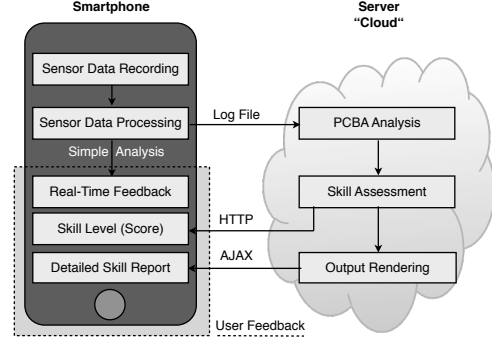 Smartphone
Server
"Cloud"
Sensor Data Recording
Sensor Data Processing
Log File
PCBA Analysis
Simple Analysis
Real-Time Feedback
Skill Assessment
Skill Level (Score)
HTTP
Detailed Skill Report
AJAX
Output Rendering
User Feedback